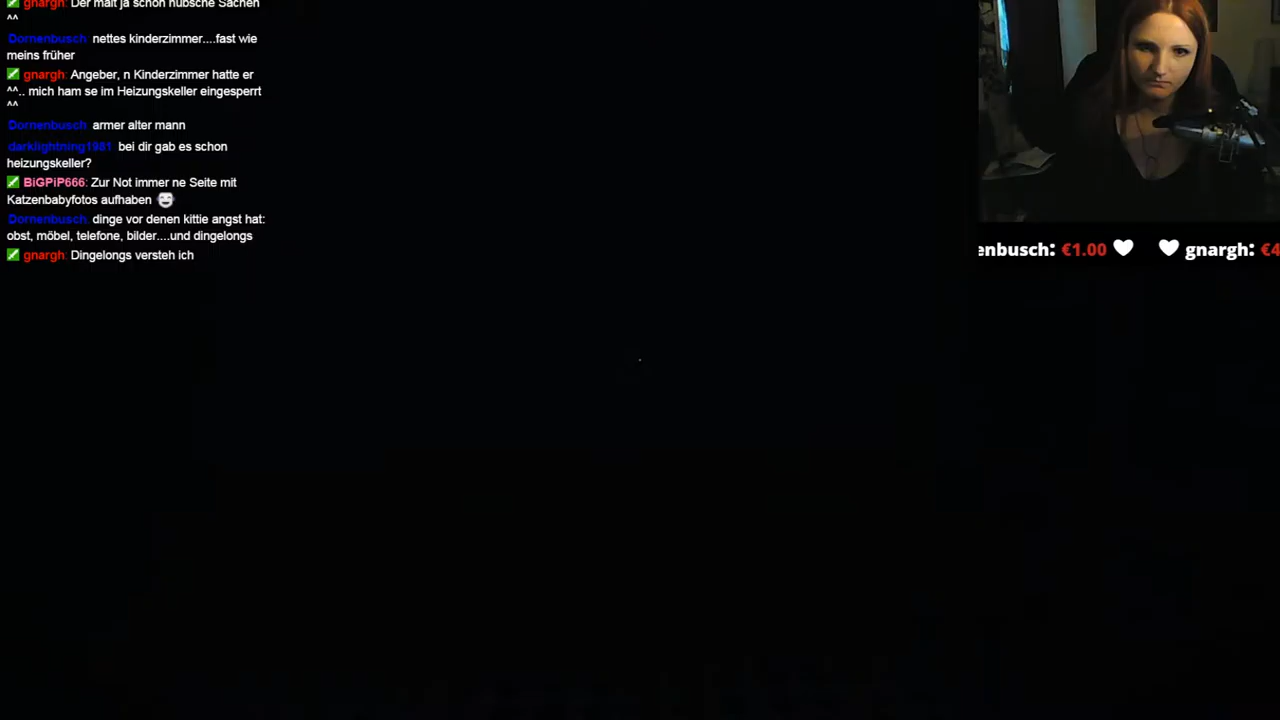 gnargh: Der malt ja schon hübsche Sachen
^^
Dornenbusch: nettes kinderzimmer....fast wie
meins früher
gnargh: Angeber, n Kinderzimmer hatte er
^^.. mich ham se im Heizungskeller eingesperrt
^^
Dornenbusch: armer alter mann
darklightning1981: bei dir gab es schon
heizungskeller?
BiGPiP666: Zur Not immer ne Seite mit
Katzenbabyfotos aufhaben
Dornenbusch: dinge vor denen kittie angst hat:
obst, möbel, telefone, bilder....und dingelongs
gnargh: Dingelongs versteh ich
enbusch: €1.00 gnargh: €4